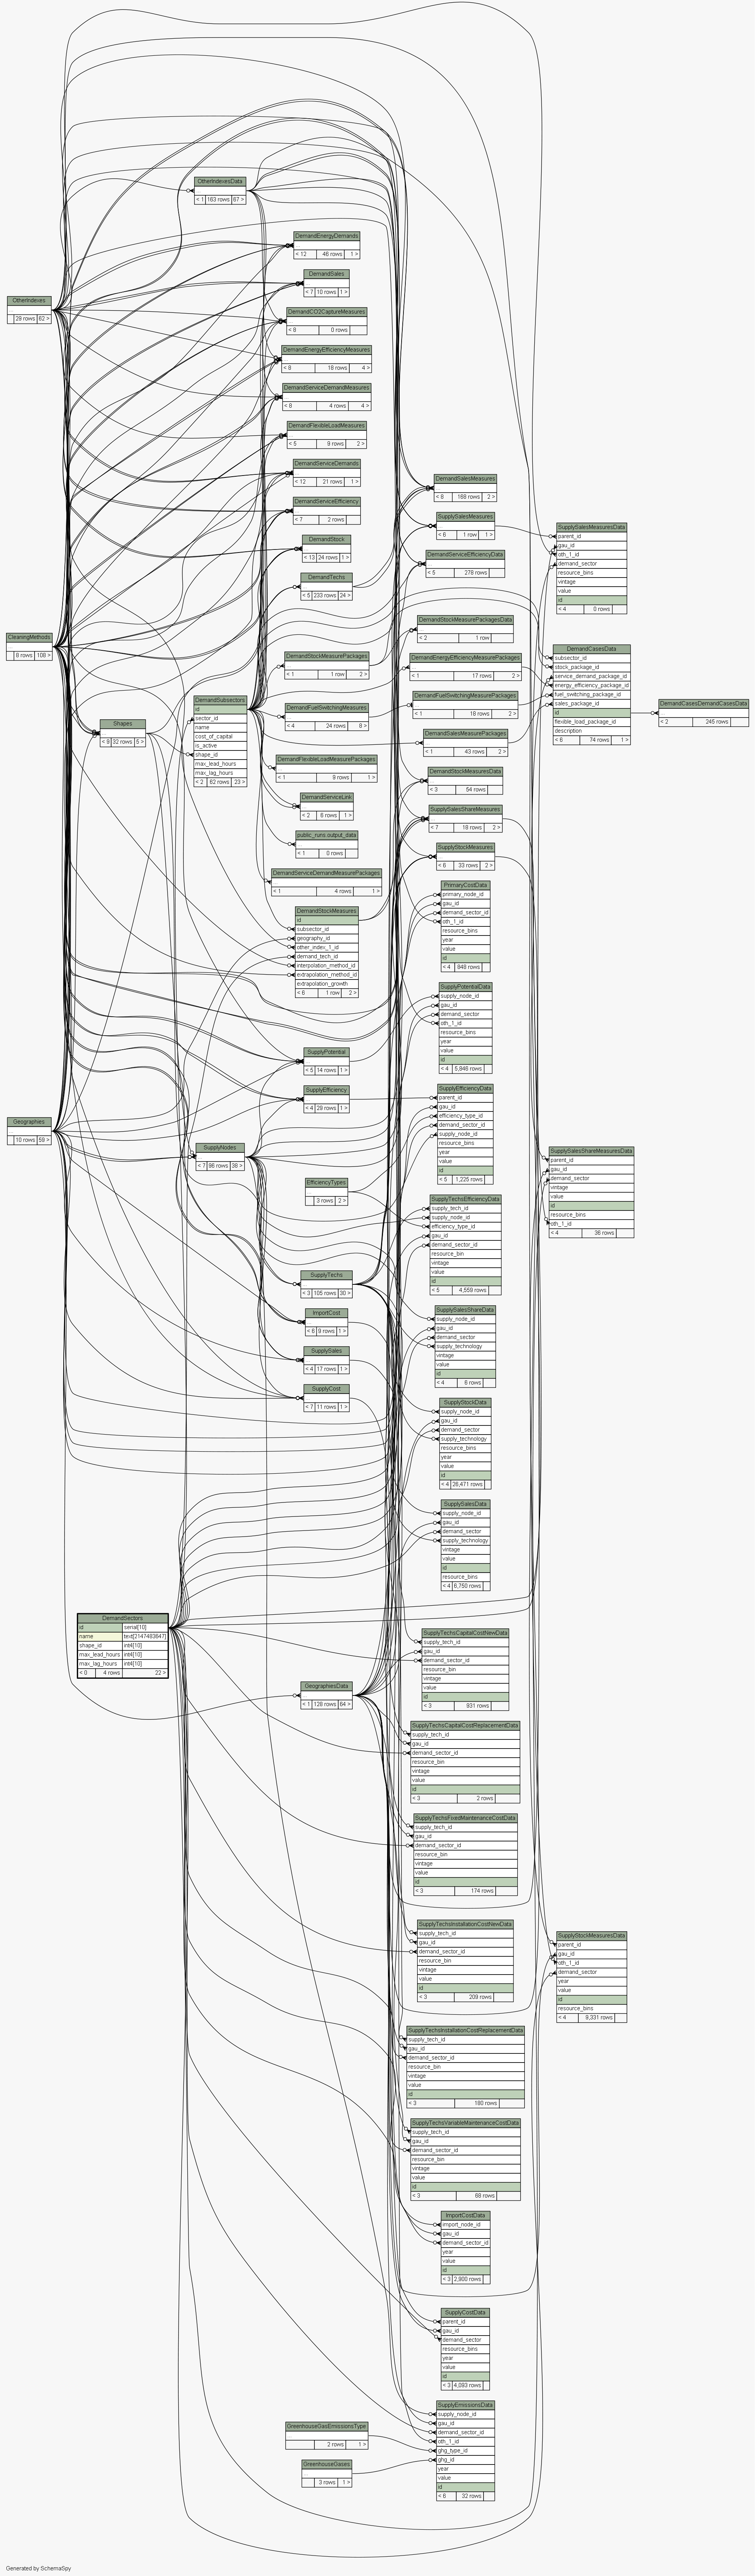 OtherIndexesData
...
< 1 163 rows 67 >
DemandEnergyDemands
...
< 12 46 rows 1 >
DemandSales
...
< 7 10 rows 1 >
OtherIndexes
...
28 rows 62 >
DemandCO2CaptureMeasures
...
< 8 0 rows
DemandEnergyEfficiencyMeasures
...
< 8 18 rows 4 >
DemandServiceDemandMeasures
...
< 8 4 rows 4 >
DemandFlexibleLoadMeasures
...
< 5 9 rows 2 >
DemandServiceDemands
...
< 12 21 rows 1 >
DemandServiceEfficiency
...
< 7 2 rows
DemandStock
...
< 13 24 rows 1 >
DemandTechs
...
< 5 233 rows 24 >
DemandSalesMeasures
...
< 8 188 rows 2 >
SupplySalesMeasures
...
< 6 1 row 1 >
DemandServiceEfficiencyData
...
< 5 278 rows
SupplySalesMeasuresData
parent_id
gau_id
oth_1_id
demand_sector
resource_bins
vintage
value
id
< 4 0 rows
CleaningMethods
...
8 rows 108 >
DemandStockMeasurePackagesData
...
< 2 1 row
DemandStockMeasurePackages
...
< 1 1 row 2 >
DemandEnergyEfficiencyMeasurePackages
...
< 1 17 rows 2 >
DemandCasesData
subsector_id
stock_package_id
service_demand_package_id
energy_efficiency_package_id
fuel_switching_package_id
sales_package_id
id
flexible_load_package_id
description
< 6 74 rows 1 >
DemandCasesDemandCasesData
...
< 2 245 rows
DemandSubsectors
id
sector_id
name
cost_of_capital
is_active
shape_id
max_lead_hours
max_lag_hours
< 2 62 rows 23 >
DemandFuelSwitchingMeasures
...
< 4 24 rows 8 >
DemandFuelSwitchingMeasurePackages
...
< 1 18 rows 2 >
Shapes
...
< 8 32 rows 5 >
DemandSalesMeasurePackages
...
< 1 43 rows 2 >
DemandFlexibleLoadMeasurePackages
...
< 1 9 rows 1 >
DemandStockMeasuresData
...
< 3 54 rows
DemandServiceLink
...
< 2 6 rows 1 >
SupplySalesShareMeasures
...
< 7 18 rows 2 >
public_runs.output_data
...
< 1 0 rows
SupplyStockMeasures
...
< 6 33 rows 2 >
DemandServiceDemandMeasurePackages
...
< 1 4 rows 1 >
PrimaryCostData
primary_node_id
gau_id
demand_sector_id
oth_1_id
resource_bins
year
value
id
< 4 848 rows
DemandStockMeasures
id
subsector_id
geography_id
other_index_1_id
demand_tech_id
interpolation_method_id
extrapolation_method_id
extrapolation_growth
< 6 1 row 2 >
SupplyPotentialData
supply_node_id
gau_id
demand_sector
oth_1_id
resource_bins
year
value
id
< 4 5,848 rows
SupplyPotential
...
< 5 14 rows 1 >
SupplyEfficiency
...
< 4 29 rows 1 >
SupplyEfficiencyData
parent_id
gau_id
efficiency_type_id
demand_sector_id
supply_node_id
resource_bins
year
value
id
< 5 1,225 rows
Geographies
...
10 rows 59 >
SupplyNodes
...
< 7 98 rows 38 >
SupplySalesShareMeasuresData
parent_id
gau_id
demand_sector
vintage
value
id
resource_bins
oth_1_id
< 4 36 rows
EfficiencyTypes
...
3 rows 2 >
SupplyTechsEfficiencyData
supply_tech_id
supply_node_id
efficiency_type_id
gau_id
demand_sector_id
resource_bin
vintage
value
id
< 5 4,559 rows
SupplyTechs
...
< 3 105 rows 30 >
ImportCost
...
< 6 9 rows 1 >
SupplySalesShareData
supply_node_id
gau_id
demand_sector
supply_technology
vintage
value
id
< 4 8 rows
SupplySales
...
< 4 17 rows 1 >
SupplyCost
...
< 7 11 rows 1 >
SupplyStockData
supply_node_id
gau_id
demand_sector
supply_technology
resource_bins
year
value
id
< 4 26,471 rows
SupplySalesData
supply_node_id
gau_id
demand_sector
supply_technology
vintage
value
id
resource_bins
< 4 6,750 rows
DemandSectors
id serial[10]
name text[2147483647]
shape_id int4[10]
max_lead_hours int4[10]
max_lag_hours int4[10]
< 0 4 rows 22 >
SupplyTechsCapitalCostNewData
supply_tech_id
gau_id
demand_sector_id
resource_bin
vintage
value
id
< 3 931 rows
GeographiesData
...
< 1 128 rows 64 >
SupplyTechsCapitalCostReplacementData
supply_tech_id
gau_id
demand_sector_id
resource_bin
vintage
value
id
< 3 2 rows
SupplyTechsFixedMaintenanceCostData
supply_tech_id
gau_id
demand_sector_id
resource_bin
vintage
value
id
< 3 174 rows
SupplyTechsInstallationCostNewData
supply_tech_id
gau_id
demand_sector_id
resource_bin
vintage
value
id
< 3 209 rows
SupplyStockMeasuresData
parent_id
gau_id
oth_1_id
demand_sector
year
value
id
resource_bins
< 4 9,331 rows
SupplyTechsInstallationCostReplacementData
supply_tech_id
gau_id
demand_sector_id
resource_bin
vintage
value
id
< 3 180 rows
SupplyTechsVariableMaintenanceCostData
supply_tech_id
gau_id
demand_sector_id
resource_bin
vintage
value
id
< 3 68 rows
ImportCostData
import_node_id
gau_id
demand_sector_id
year
value
id
< 3 2,900 rows
SupplyCostData
parent_id
gau_id
demand_sector
resource_bins
year
value
id
< 3 4,093 rows
SupplyEmissionsData
supply_node_id
gau_id
demand_sector_id
oth_1_id
ghg_type_id
ghg_id
year
value
id
< 6 32 rows
GreenhouseGasEmissionsType
...
2 rows 1 >
GreenhouseGases
...
3 rows 1 >
Generated by SchemaSpy